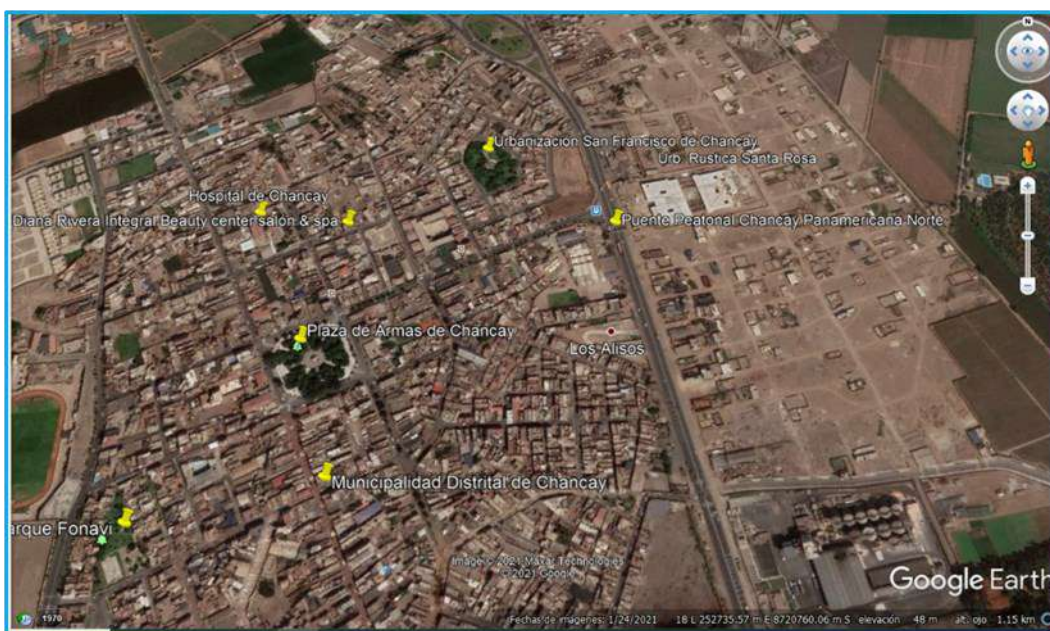 N
Urbanización San Francisco de Chancay
Urb. Rustica Santa Rosa
Hospital de Chancay
Diana Rivera Integral Beauty center salon & spa
Puente Peatonal Chancay Panamericana Norte
Plaza de Armas de Chancay
Los Alisos
Municipalidad Distrital de Chancay
arque Fonavi
Image © 2021 Maxar Technologies
© 2021 Google
Google Earth
1970
Fechas de imágenes: 1/24/2021 18 L 252735.57 m E 8720760.06 m S elevación 48 m alt. ojo 1.15 km